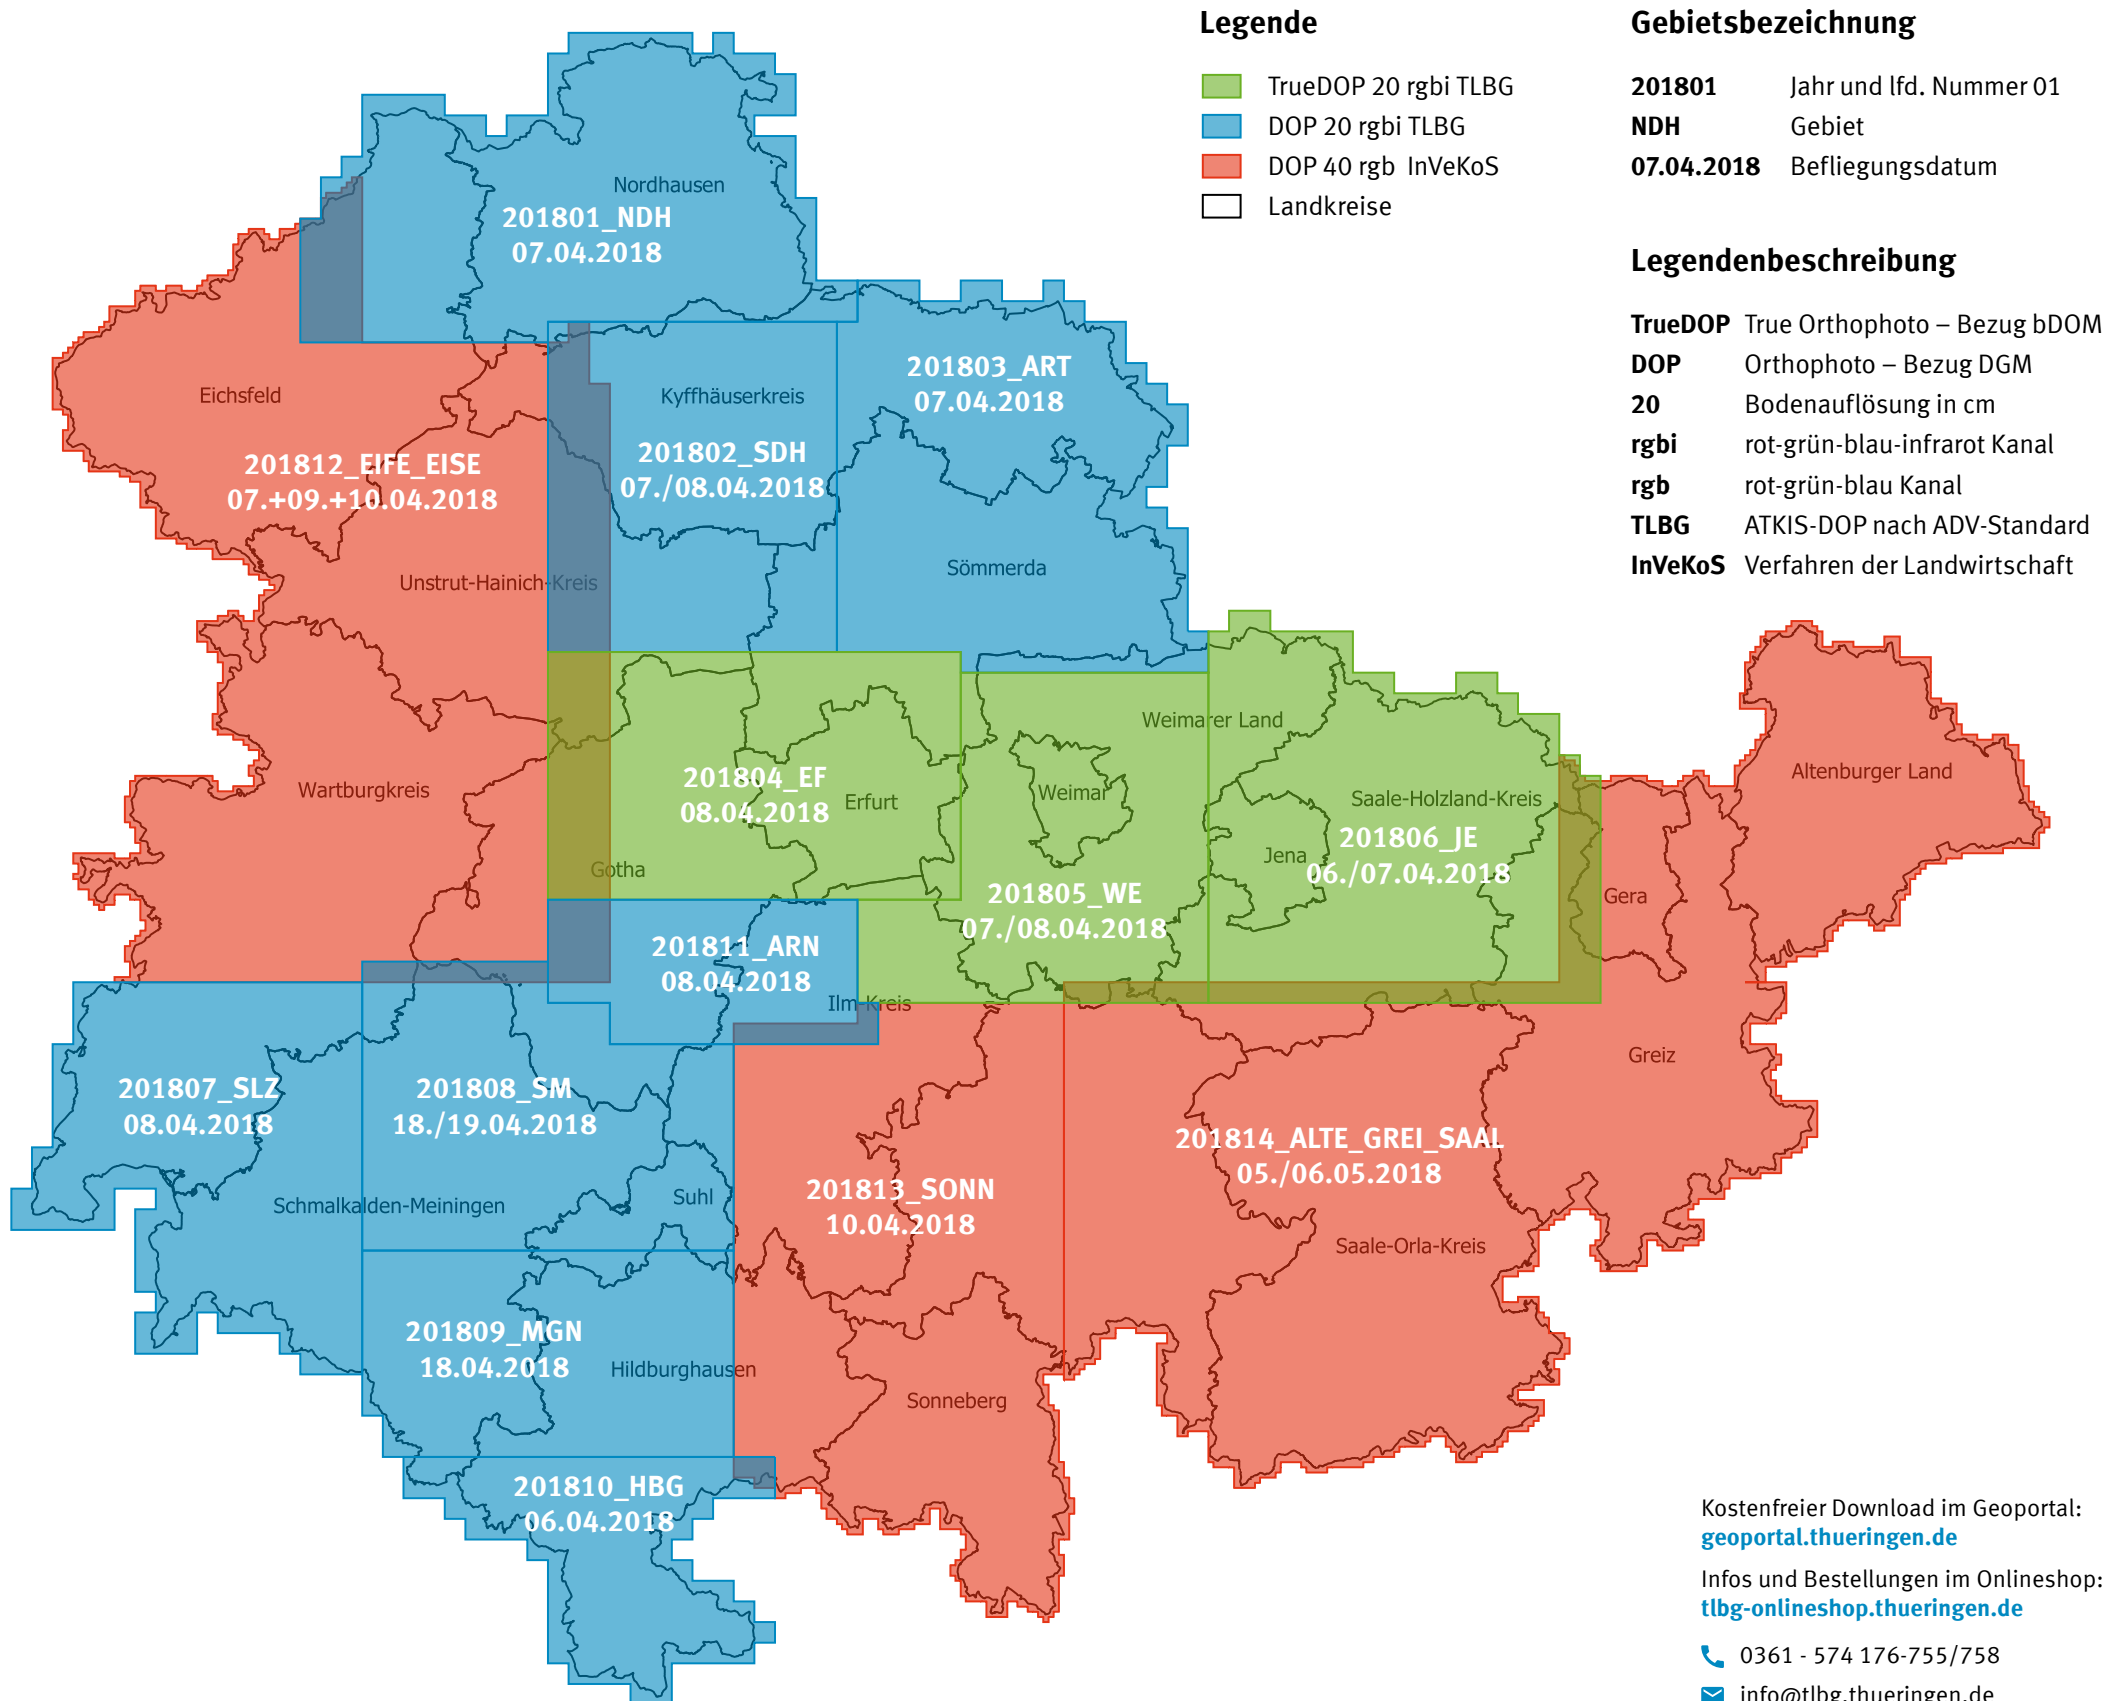 Legende
TrueDOP 20 rgbi TLBG
DOP 20 rgbi TLBG
DOP 40 rgb InVeKoS
Landkreise
Gebietsbezeichnung
201801 Jahr und lfd. Nummer 01
NDH Gebiet
07.04.2018 Befliegungsdatum
Legendenbeschreibung
TrueDOP True Orthophoto – Bezug bDOM
DOP Orthophoto – Bezug DGM
20 Bodenauflösung in cm
rgbi rot-grün-blau-infrarot Kanal
rgb rot-grün-blau Kanal
TLBG ATKIS-DOP nach ADV-Standard
InVeKoS Verfahren der Landwirtschaft
Nordhausen
201801_NDH
07.04.2018
Eichsfeld
201812_EIFE_EISE
07.+09.+10.04.2018
Kyffhäuserkreis
201802_SDH
07./08.04.2018
201803_ART
07.04.2018
Unstrut-Hainich-Kreis
Sömmerda
Wartburgkreis
201804_EF
08.04.2018
Erfurt
Gotha
Weimarer Land
Weimar
201805_WE
07./08.04.2018
Saale-Holzland-Kreis
201806_JE
06./07.04.2018
Jena
Gera
Altenburger Land
201811_ARN
08.04.2018
Ilm-Kreis
Greiz
201807_SLZ
08.04.2018
201808_SM
18./19.04.2018
Schmalkalden-Meiningen
Suhl
201813_SONN
10.04.2018
201814_ALTE_GREI_SAAL
05./06.05.2018
Saale-Orla-Kreis
201809_MGN
18.04.2018
Hildburghausen
Sonneberg
201810_HBG
06.04.2018
Kostenfreier Download im Geoportal:
geoportal.thueringen.de
Infos und Bestellungen im Onlineshop:
tlbg-onlineshop.thueringen.de
0361 - 574 176-755/758
info@tlbg.thueringen.de